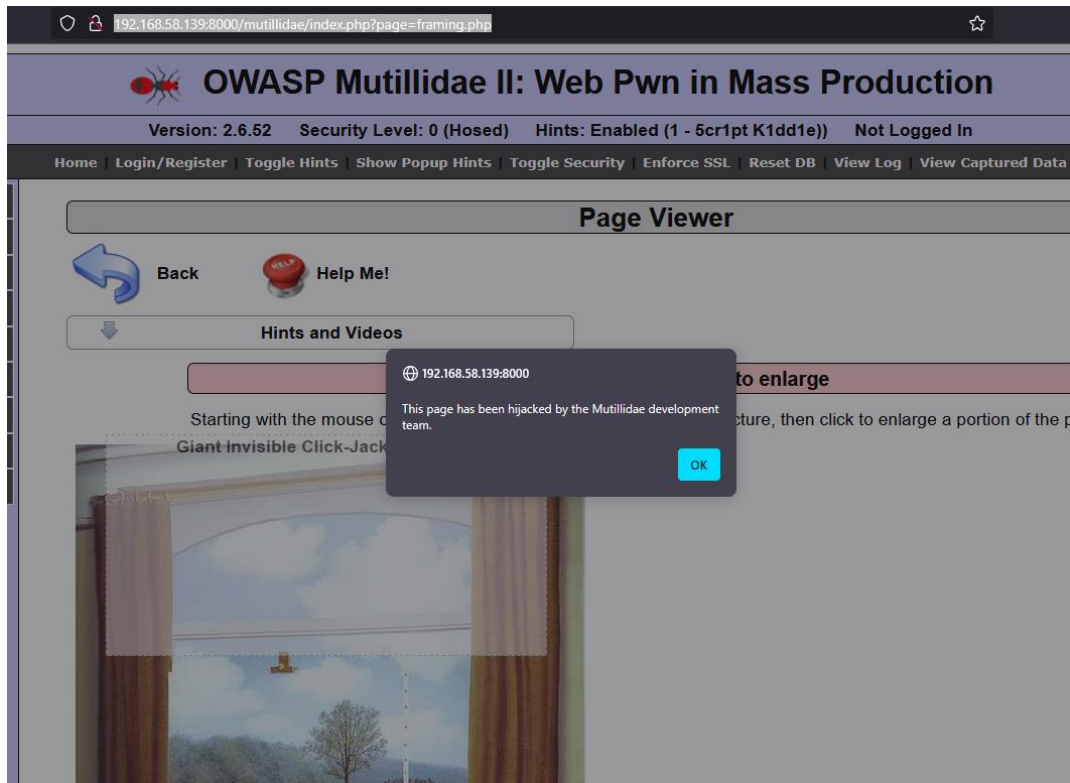 192.168.58.139:8000/mutillidae/index.php?page=framing.php
OWASP Mutillidae II: Web Pwn in Mass Production
Version: 2.6.52 Security Level: 0 (Hosed) Hints: Enabled (1 - 5cr1pt K1dd1e)) Not Logged In
Home | Login/Register | Toggle Hints | Show Popup Hints | Toggle Security | Enforce SSL | Reset DB | View Log | View Captured Data
Page Viewer
Back
Help Me!
Hints and Videos
to enlarge
192.168.58.139:8000
This page has been hijacked by the Mutillidae development
team.
OK
Starting with the mouse cture, then click to enlarge a portion of the
Giant Invisible Click-Jack